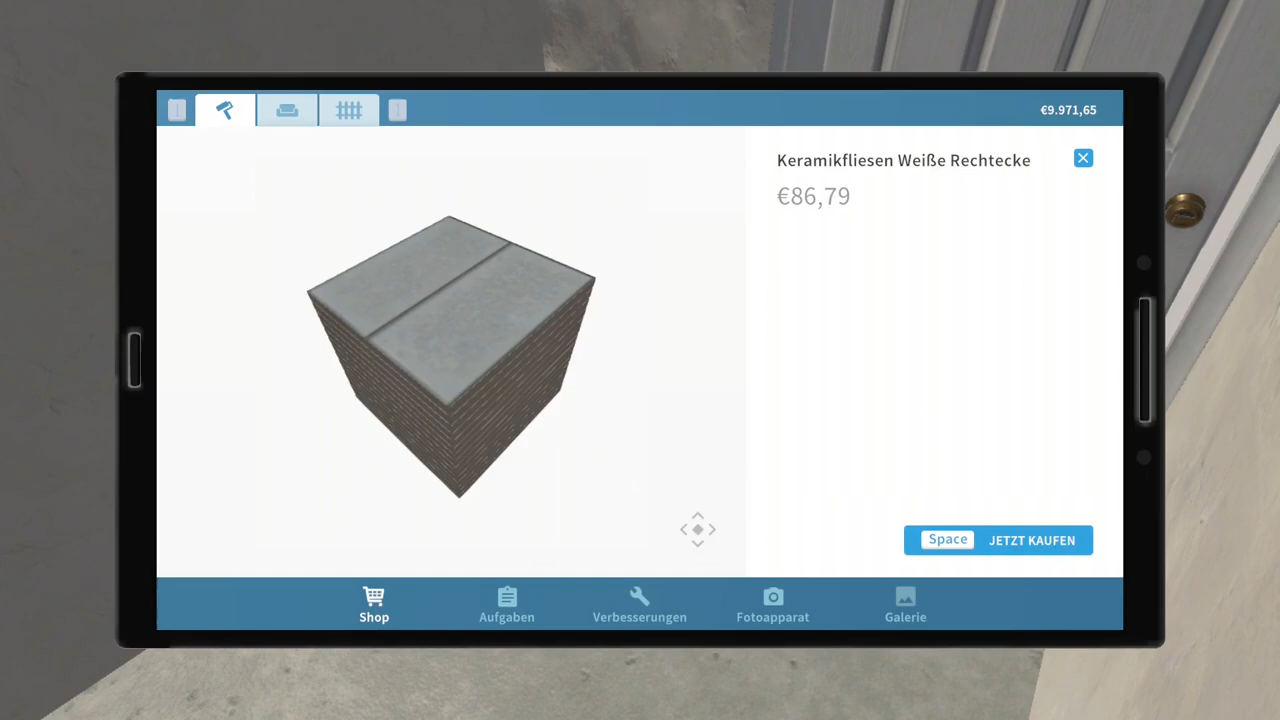 €9.971,65
Keramikfliesen Weiße Rechtecke
€86,79
Space JETZT KAUFEN
Shop
Aufgaben
Verbesserungen
Fotoapparat
Galerie